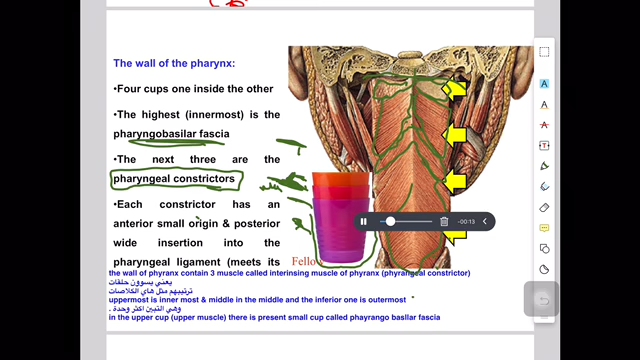 The wall of the pharynx:
•Four cups one inside the other
•The highest (innermost) is the
pharyngobasilar fascia
•The next three are the
pharyngeal constrictors
•Each constrictor has an
anterior small origin & posterior
wide insertion into the
pharyngeal ligament (meets its
Fello
-00:13
the wall of phyranx contain 3 muscle called interinsing muscle of phyranx (phyrangeal constrictor)
يعني يسوون حلقات
ترتيبهم مثل هاي الكلاصات
uppermost is inner most & middle in the middle and the inferior one is outermost
وهي التبين اكثر وحدة .
in the upper cup (upper muscle) there is present small cup called phayrango basllar fascia